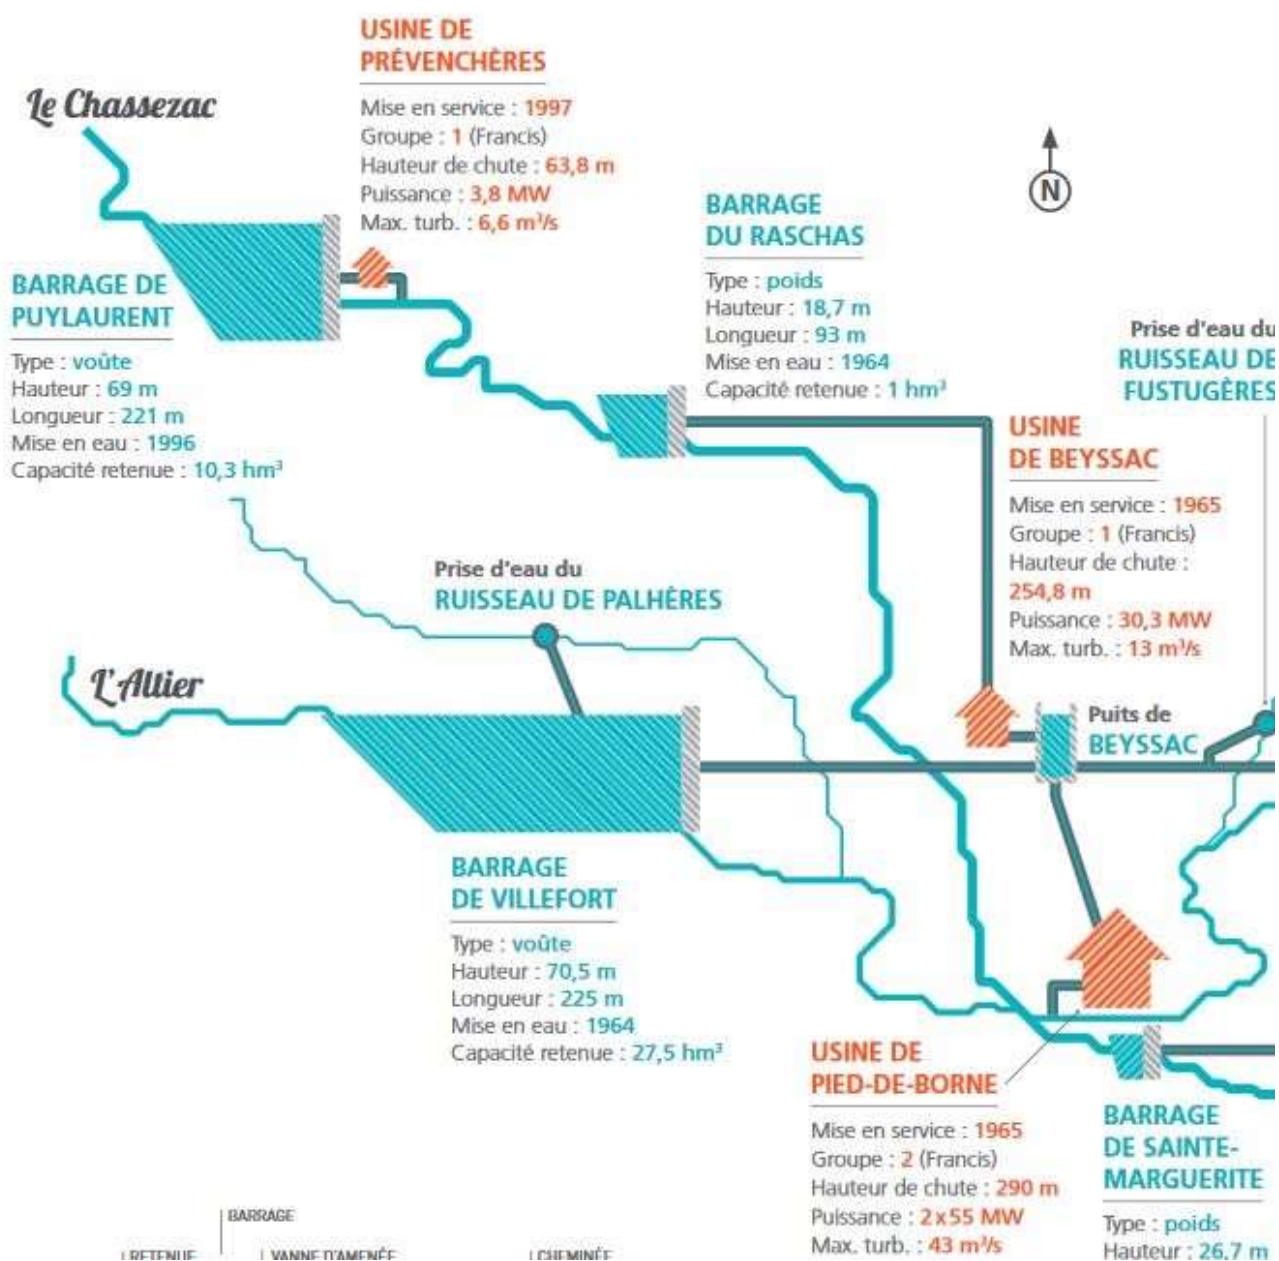 USINE DE
PRÉVENCHÈRES
Mise en service : 1997
Groupe : 1 (Francis)
Hauteur de chute : 63,8 m
Puissance : 3,8 MW
Max. turb. : 6,6 m³/s
Le Chassezac
N
BARRAGE
DU RASCHAS
Type : poids
Hauteur : 18,7 m
Longueur : 93 m
Mise en eau : 1964
Capacité retenue : 1 hm³
BARRAGE DE
PUYLAURENT
Type : voûte
Hauteur : 69 m
Longueur : 221 m
Mise en eau : 1996
Capacité retenue : 10,3 hm³
Prise d'eau du
RUISSEAU DE
FUSTUGÈRES
USINE
DE BEYSSAC
Mise en service : 1965
Groupe : 1 (Francis)
Hauteur de chute :
254,8 m
Puissance : 30,3 MW
Max. turb. : 13 m³/s
Prise d'eau du
RUISSEAU DE PALHÈRES
L'Altier
Puits de
BEYSSAC
BARRAGE
DE VILLEFORT
Type : voûte
Hauteur : 70,5 m
Longueur : 225 m
Mise en eau : 1964
Capacité retenue : 27,5 hm³
USINE DE
PIED-DE-BORNE
Mise en service : 1965
Groupe : 2 (Francis)
Hauteur de chute : 290 m
Puissance : 2x55 MW
Max. turb. : 43 m³/s
BARRAGE
DE SAINTE-
MARGUERITE
Type : poids
Hauteur : 26,7 m
BARRAGE
RETENUE
VANNE D'AMENÉE
CHEMINÉE